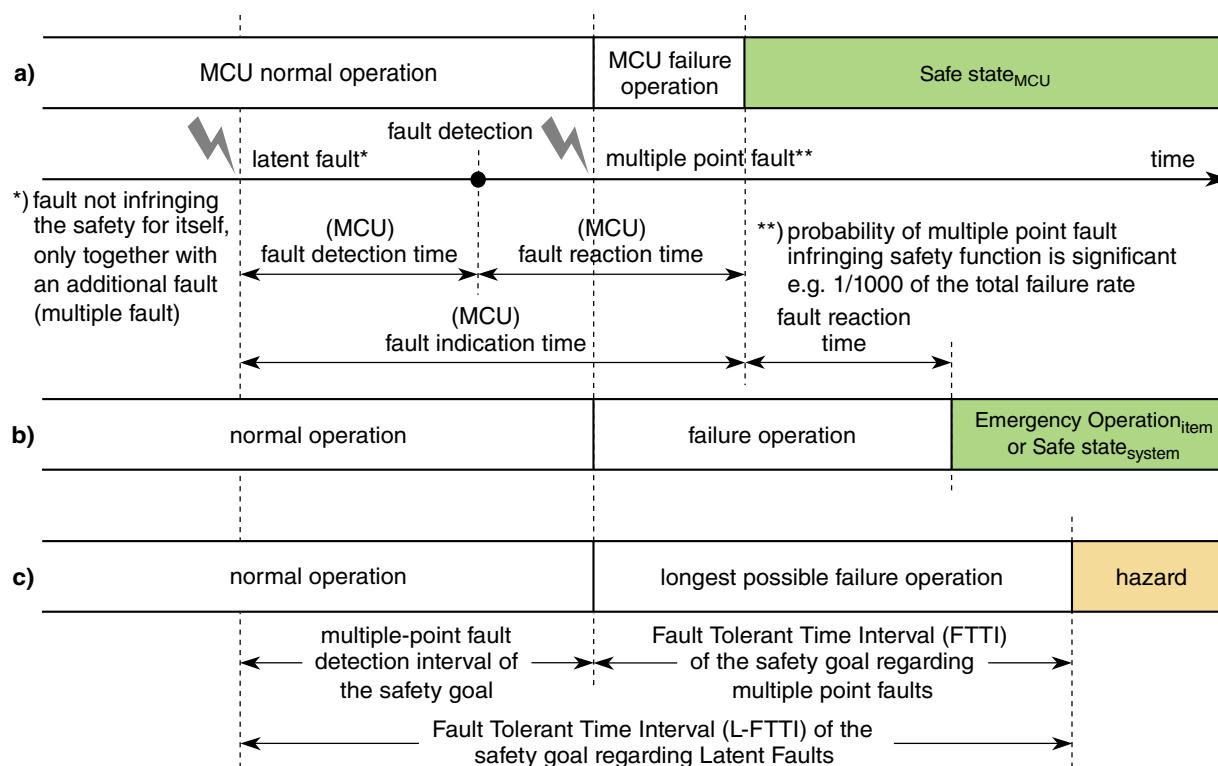 a)
MCU normal operation
MCU failure
operation
Safe stateMCU
fault detection
latent fault*
multiple point fault**
time
*) fault not infringing
the safety for itself,
only together with
an additional fault
(multiple fault)
(MCU)
fault detection time
(MCU)
fault reaction time
**) probability of multiple point fault
infringing safety function is significant
e.g. 1/1000 of the total failure rate
(MCU)
fault indication time
fault reaction
time
b)
normal operation
failure operation
Emergency Operationitem
or Safe statesystem
c)
normal operation
longest possible failure operation
hazard
multiple-point fault
detection interval of
the safety goal
Fault Tolerant Time Interval (FTTI)
of the safety goal regarding
multiple point faults
Fault Tolerant Time Interval (L-FTTI) of the
safety goal regarding Latent Faults